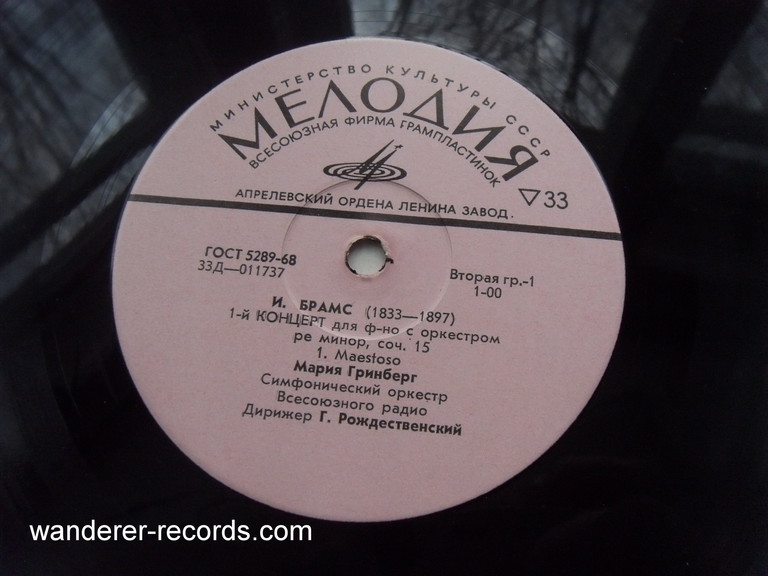 МИНИСТЕРСТВО КУЛЬТУРЫ СССР
МЕЛОДИЯ
ВСЕСОЮЗНАЯ ФИРМА ГРАМПЛАСТИНОК
▽33
АПРЕЛЕВСКИЙ ОРДЕНА ЛЕНИНА ЗАВОД.
ГОСТ 5289-68
33Д—011737
Вторая гр.-1
1-00
И. БРАМС (1833—1897)
1-й КОНЦЕРТ для ф-но с оркестром
ре минор, соч. 15
1. Maestoso
Мария Гринберг
Симфонический оркестр
Всесоюзного радио
Дирижер Г. Рождественский
wanderer-records.com